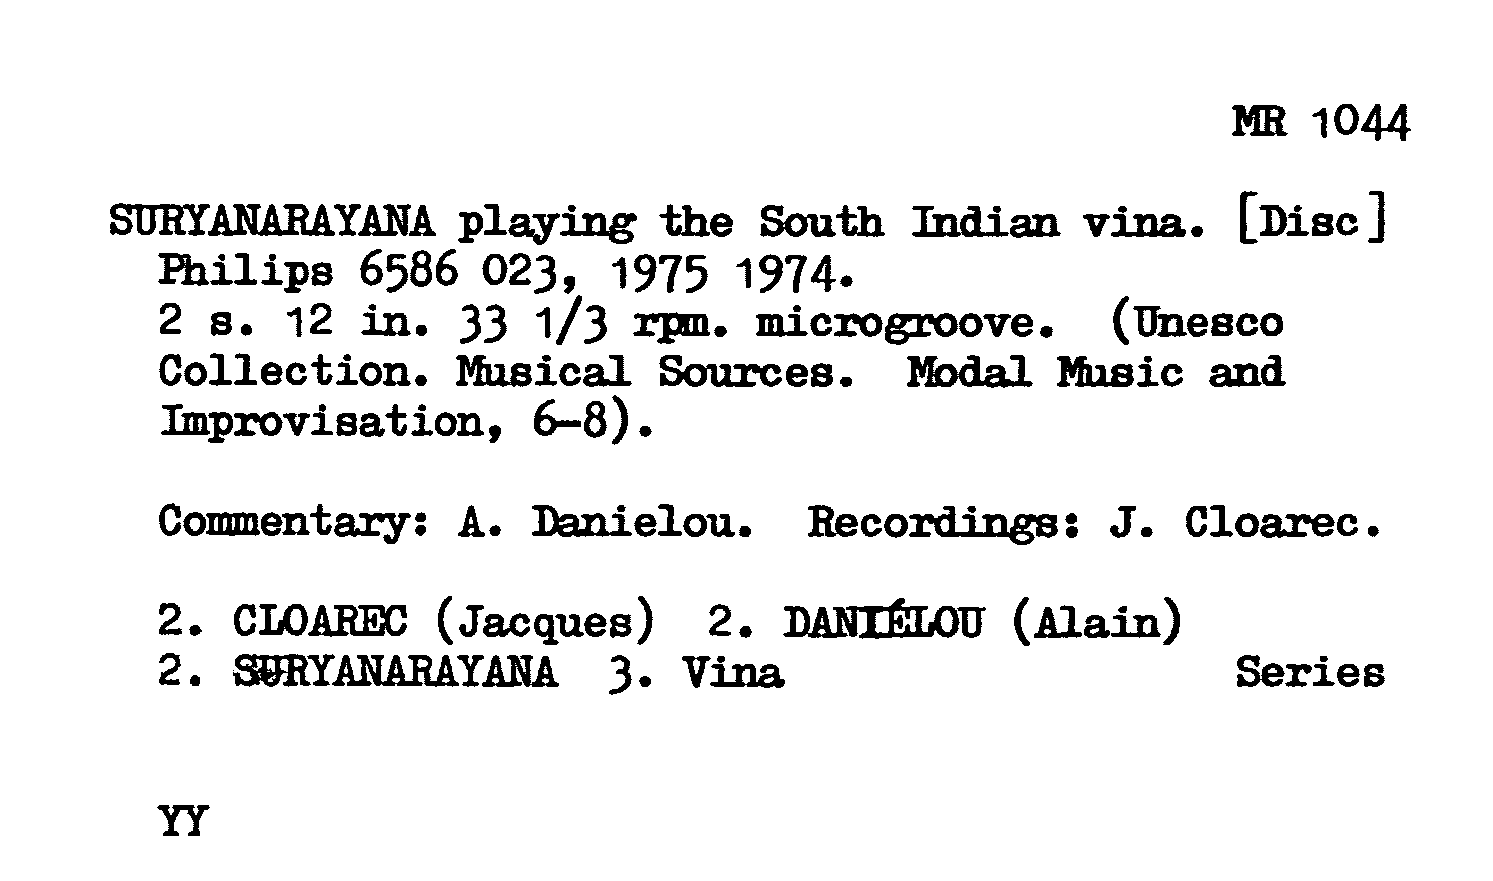 MR 1044
SURYANARAYANA playing the South Indian vina. [Disc]
Philips 6586 023, 1975 1974.
2 s. 12 in. 33 1/3 rpm. microgroove. (Unesco
Collection. Musical Sources. Modal Music and
Improvisation, 6-8).
Commentary: A. Danielou. Recordings: J. Cloarec.
2. CLOAREC (Jacques) 2. DANIÉLOU (Alain)
2. SURYANARAYANA 3. Vina Series
YY